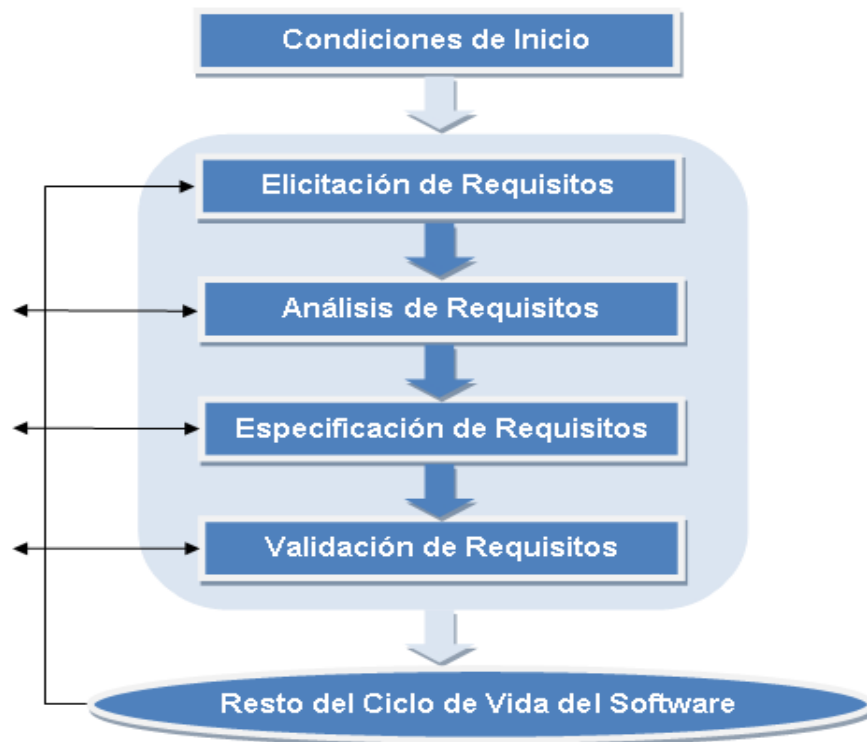 Condiciones de Inicio
Elicitación de Requisitos
Análisis de Requisitos
Especificación de Requisitos
Validación de Requisitos
Resto del Ciclo de Vida del Software